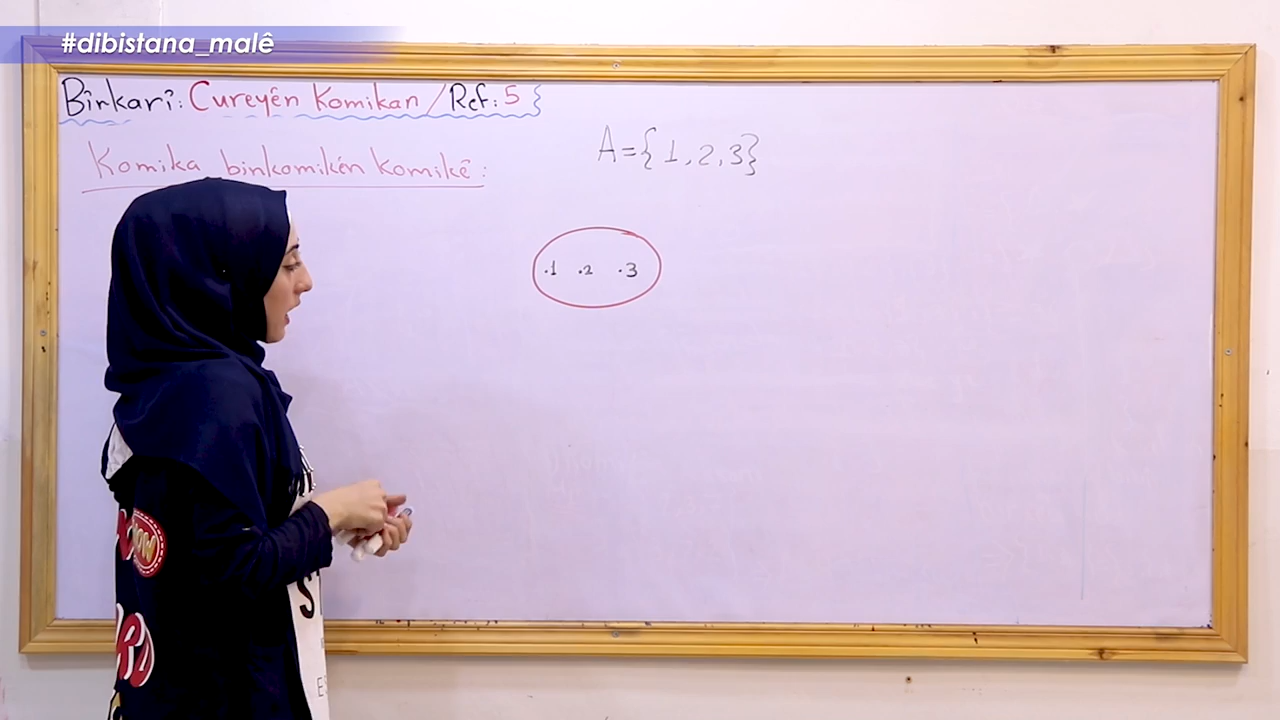 #dibistana_malê
Bîrkarî: Cureyên Komikan / Ref: 5
Komika binkomikên komikê:
A={1,2,3}
.1 .2 .3